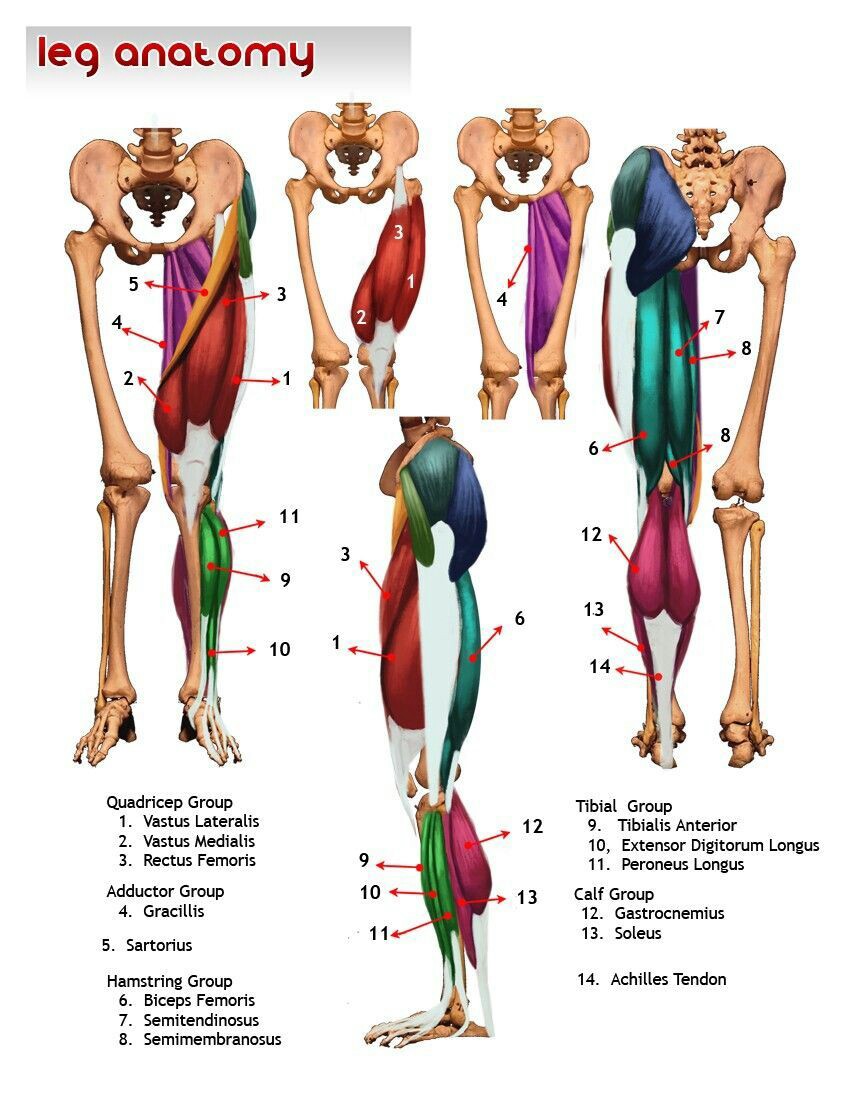 Leg Anatomy
3
1
2
4
5
3
4
2
1
11
9
10
7
8
6
8
12
13
14
3
1
6
12
9
10
13
11
Quadricep Group
1. Vastus Lateralis
2. Vastus Medialis
3. Rectus Femoris
Adductor Group
4. Gracillis
5. Sartorius
Hamstring Group
6. Biceps Femoris
7. Semitendinosus
8. Semimembranosus
Tibial Group
9. Tibialis Anterior
10, Extensor Digitorum Longus
11. Peroneus Longus
Calf Group
12. Gastrocnemius
13. Soleus
14. Achilles Tendon